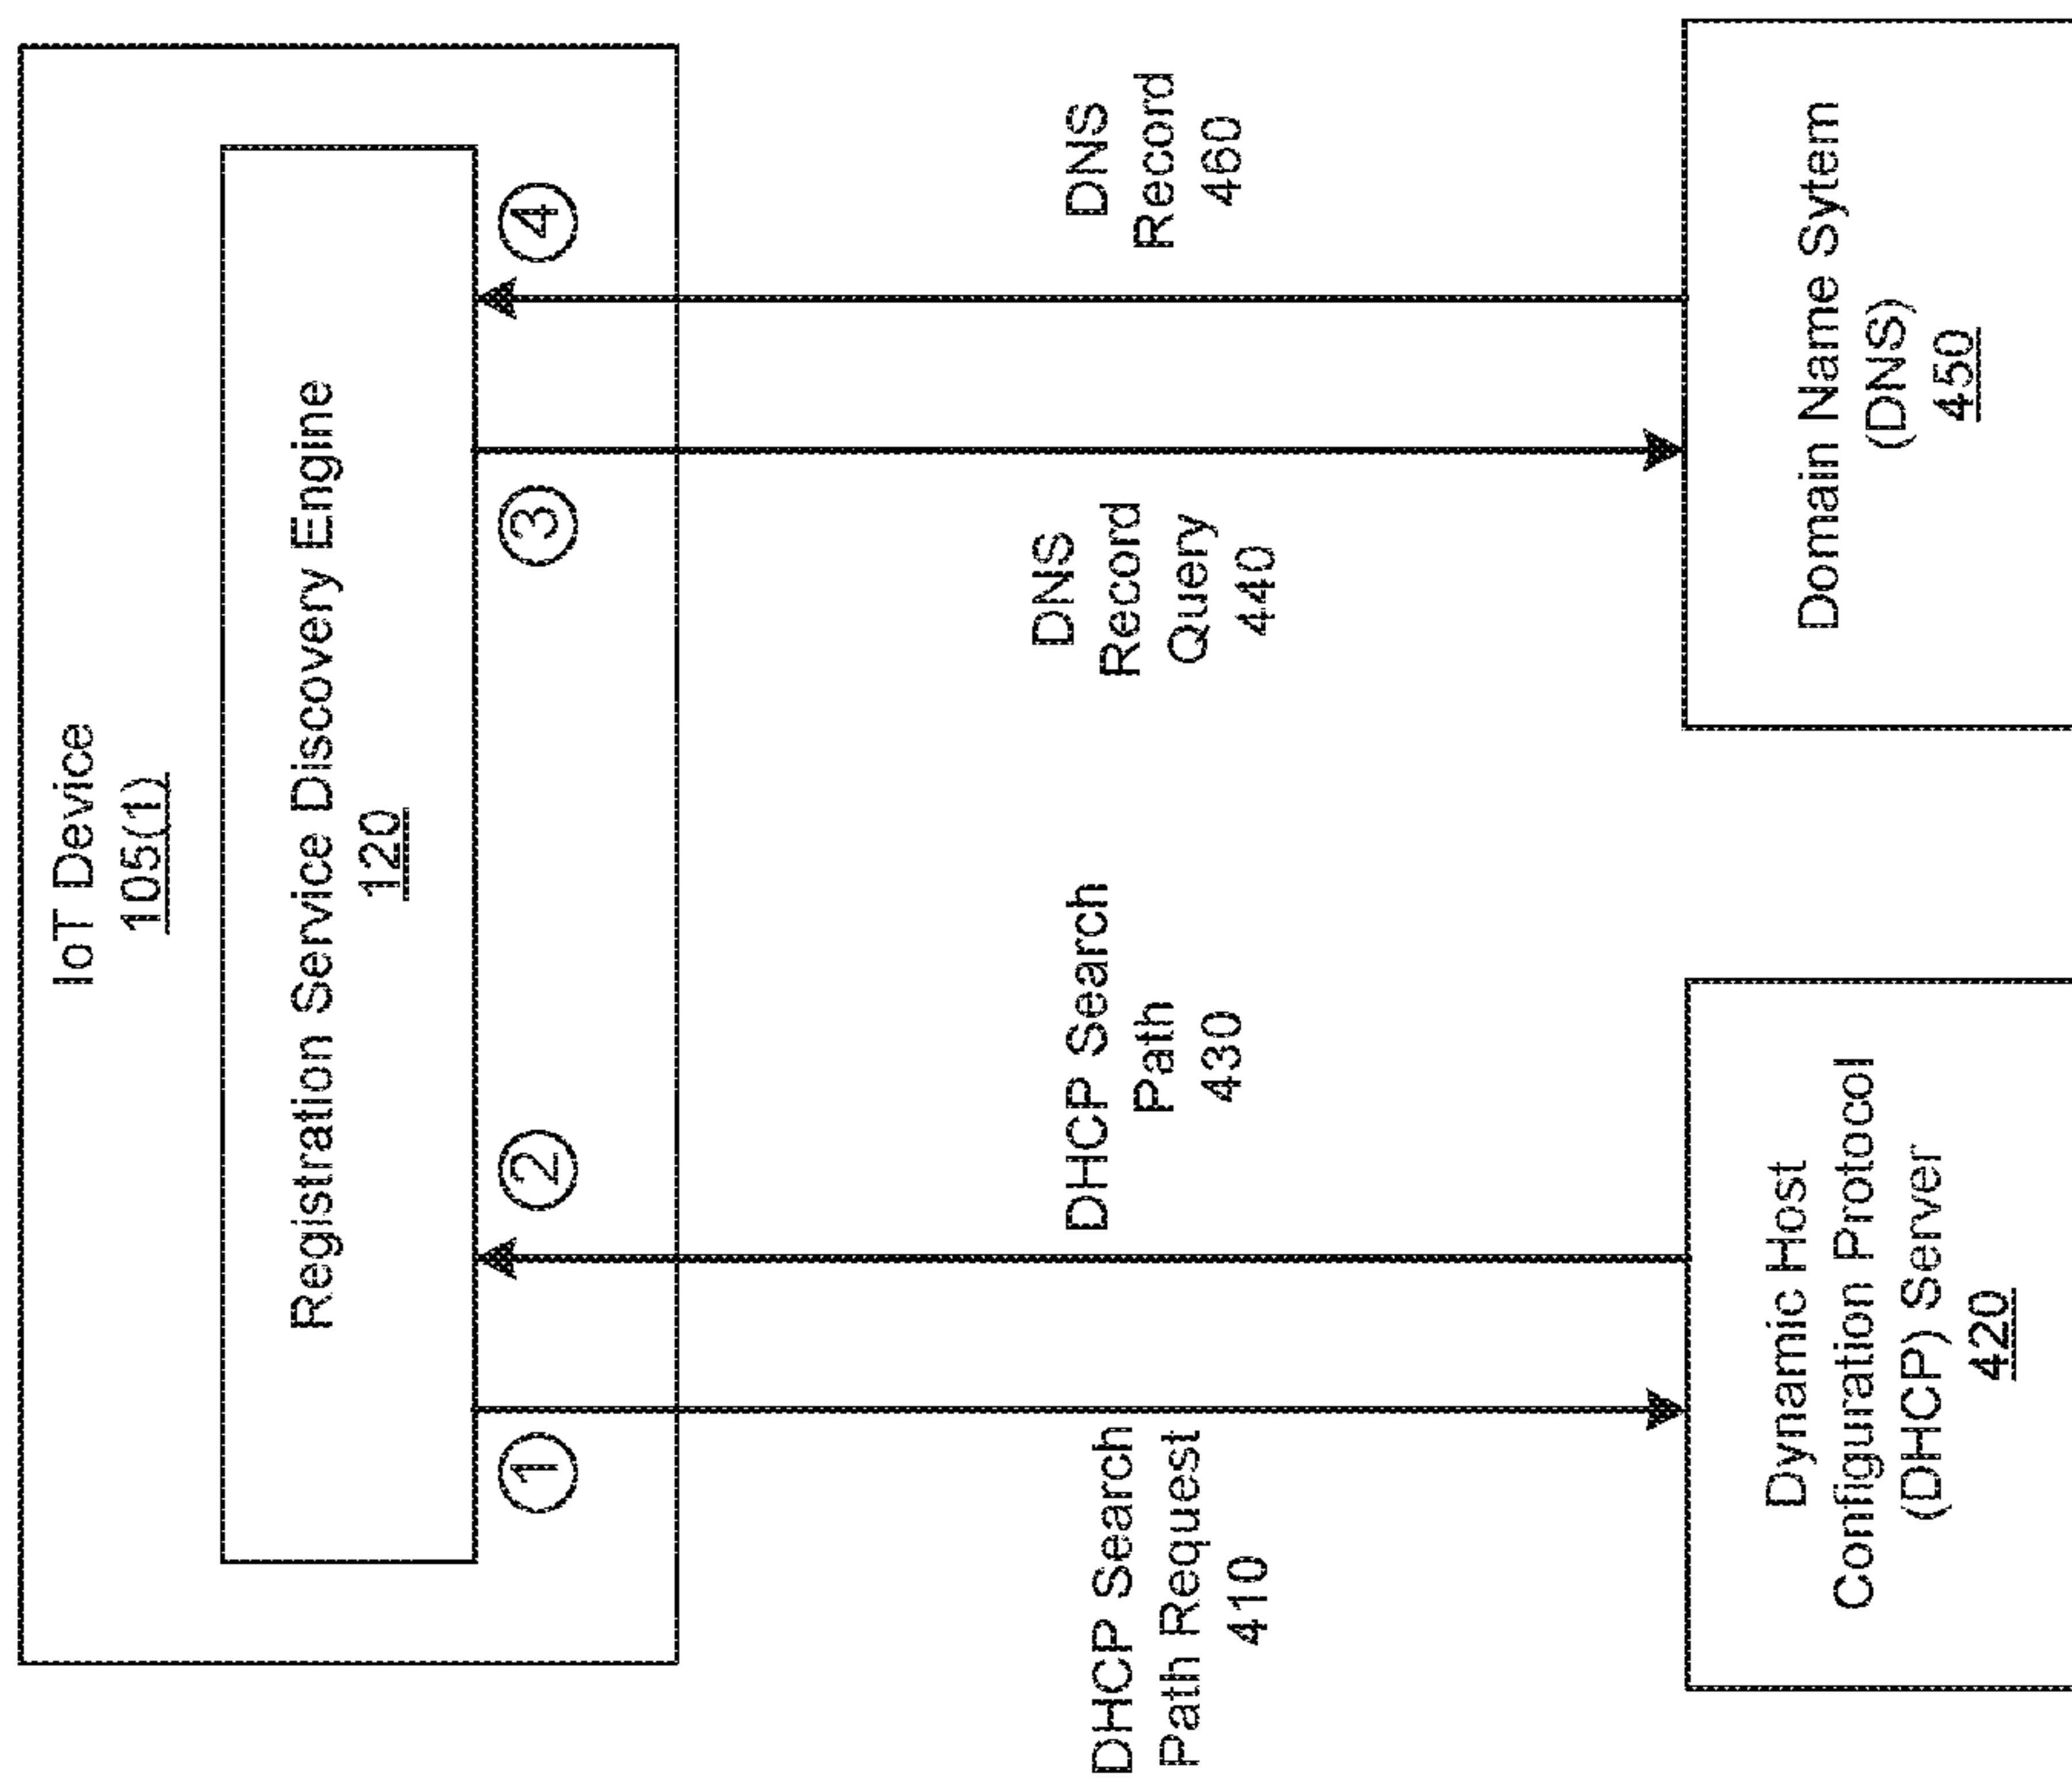 IoT Device
105(1)
Registration Service Discovery Engine
120
1
2
3
4
DHCP Search
Path Request
410
DHCP Search
Path
430
DNS
Record
Query
440
DNS
Record
460
Dynamic Host
Configuration Protocol
(DHCP) Server
420
Domain Name Sytem
(DNS)
450